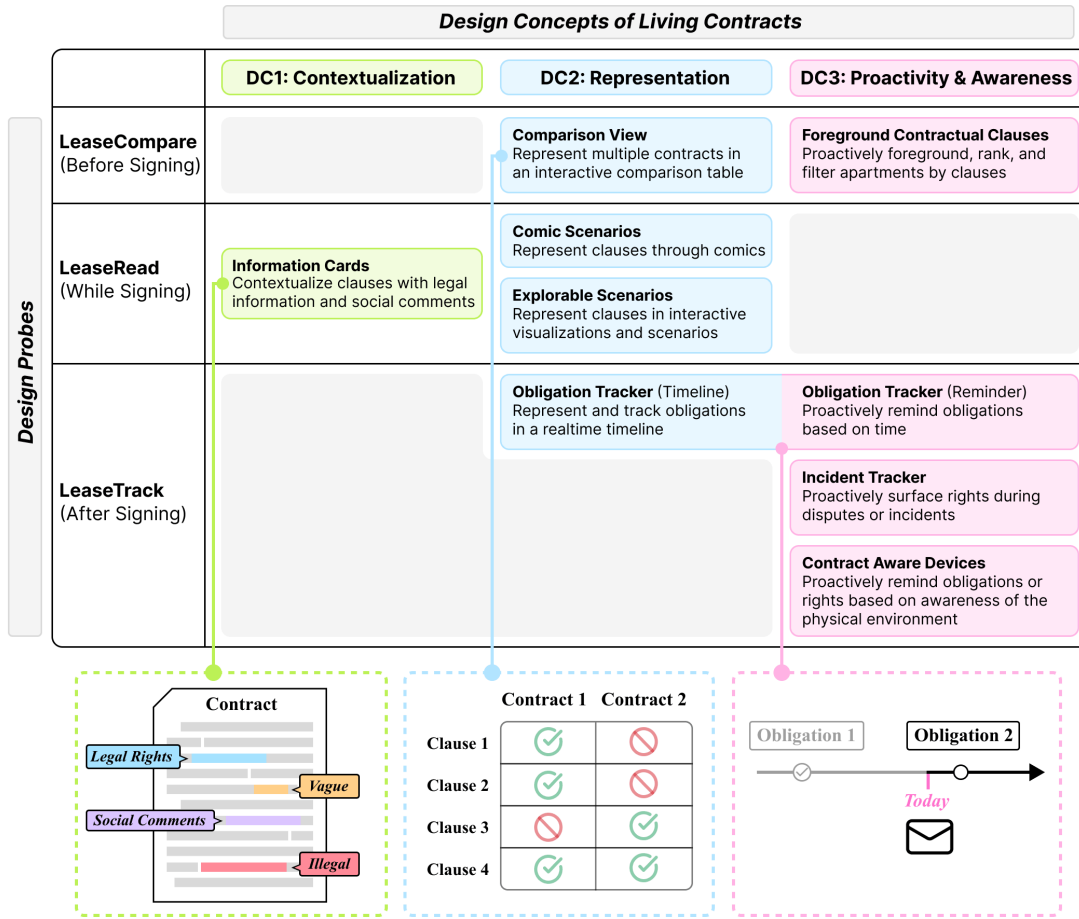 Design Concepts of Living Contracts
DC1: Contextualization
DC2: Representation
DC3: Proactivity & Awareness
Design Probes
LeaseCompare
(Before Signing)
Comparison View
Represent multiple contracts in
an interactive comparison table
Foreground Contractual Clauses
Proactively foreground, rank, and
filter apartments by clauses
LeaseRead
(While Signing)
Information Cards
Contextualize clauses with legal
information and social comments
Comic Scenarios
Represent clauses through comics
Explorable Scenarios
Represent clauses in interactive
visualizations and scenarios
LeaseTrack
(After Signing)
Obligation Tracker (Timeline)
Represent and track obligations
in a realtime timeline
Obligation Tracker (Reminder)
Proactively remind obligations
based on time
Incident Tracker
Proactively surface rights during
disputes or incidents
Contract Aware Devices
Proactively remind obligations or
rights based on awareness of the
physical environment
Contract
Legal Rights
Vague
Social Comments
Illegal
Contract 1 Contract 2
Clause 1
Clause 2
Clause 3
Clause 4
Obligation 1
Obligation 2
Today